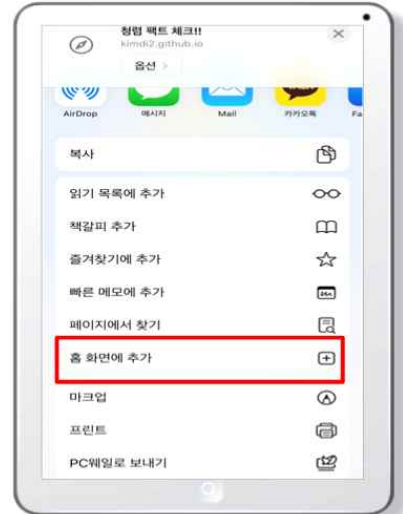 청렴 팩트 체크!!
kimdi2.github.io
옵션 >
AirDrop 메시지 Mail 카카오톡 Fa
복사
읽기 목록에 추가
책갈피 추가
즐겨찾기에 추가
빠른 메모에 추가
페이지에서 찾기
홈 화면에 추가
마크업
프린트
PC웨일로 보내기